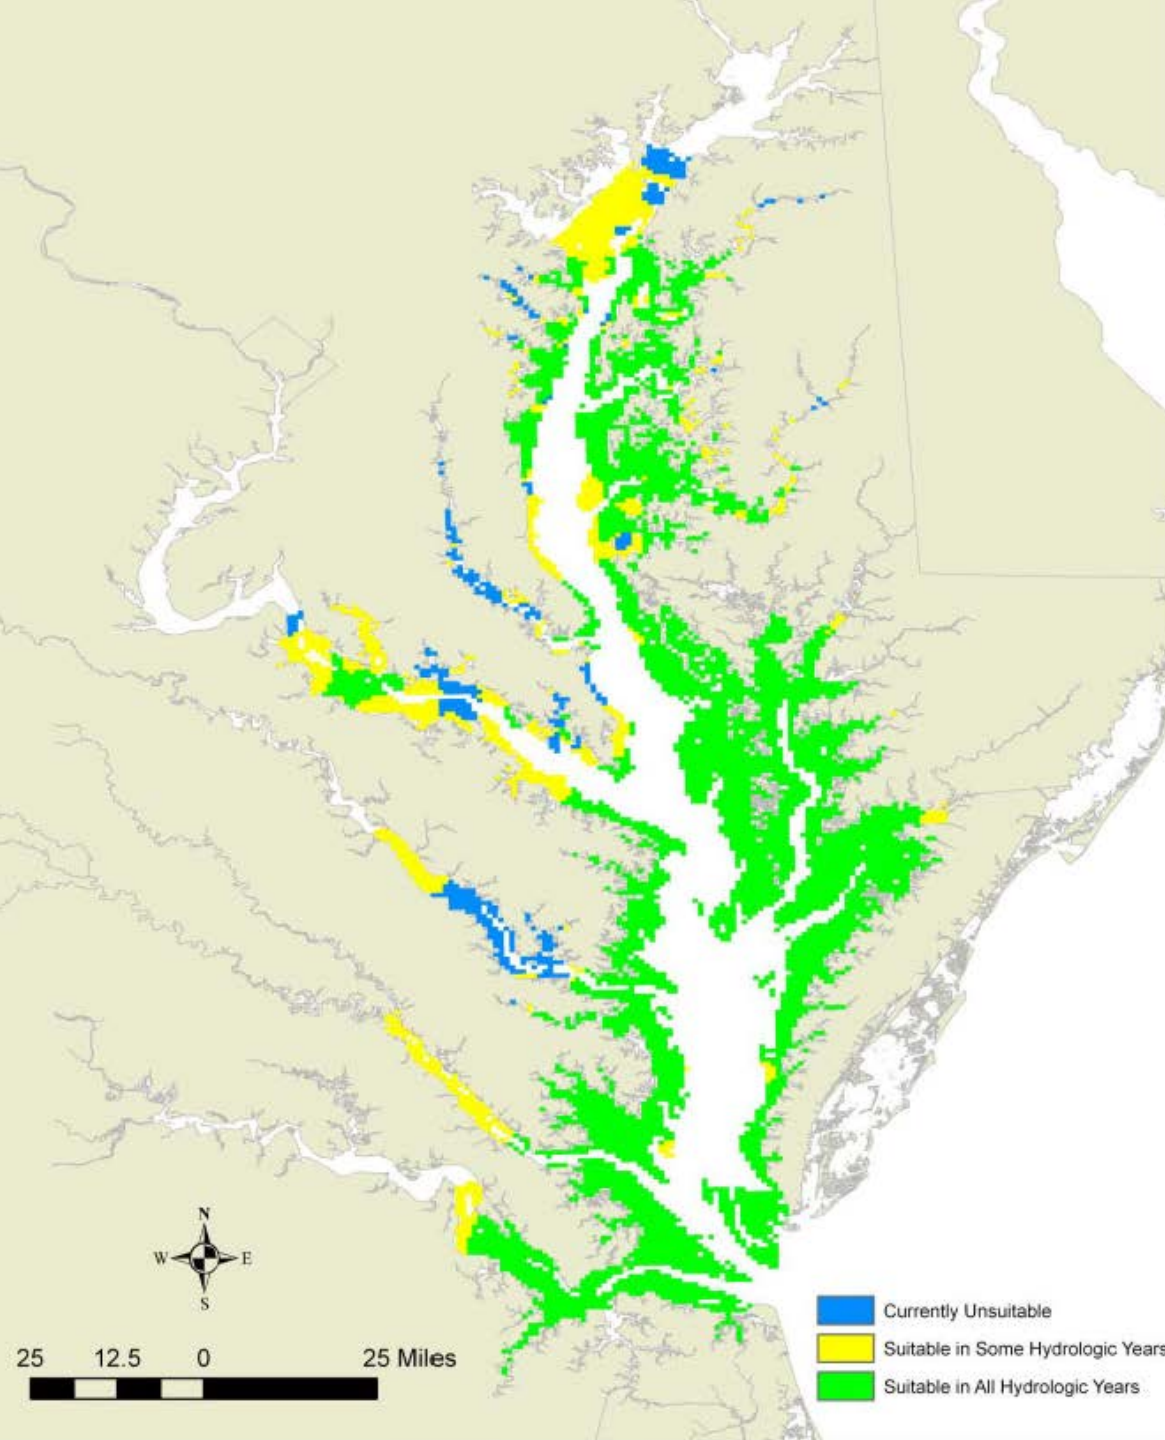 N
W E
S
25 12.5 0 25 Miles
Currently Unsuitable
Suitable in Some Hydrologic Years
Suitable in All Hydrologic Years